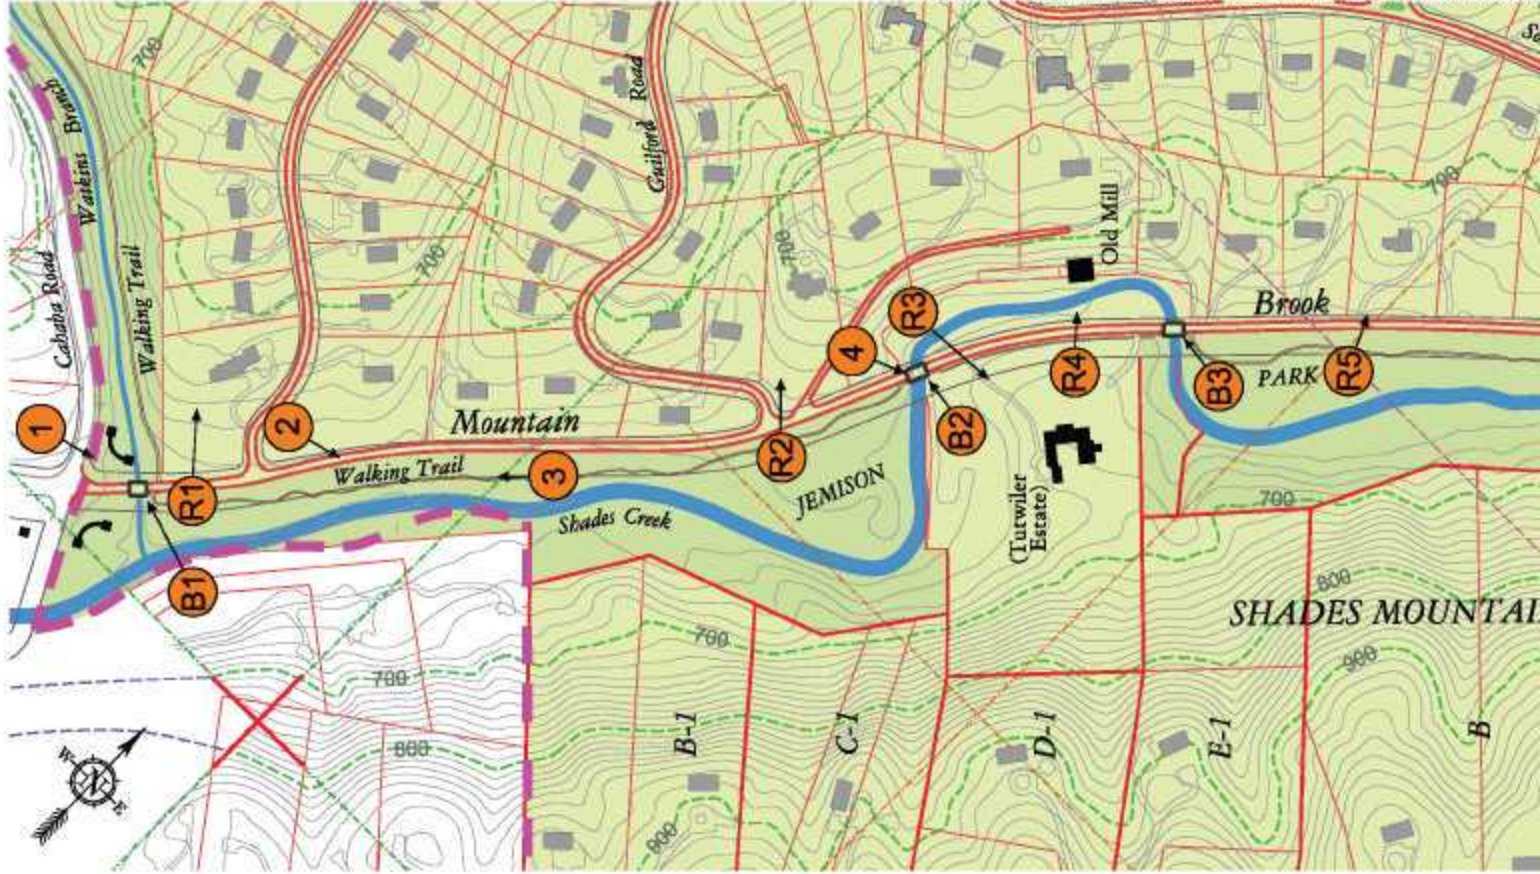 Cahaba Road
Watkins Branch
Walking Trail
700
700
Guilford Road
700
Old Mill
700
1
2
R1
B1
Mountain
Walking Trail
3
Shades Creek
R2
JEMISON
4
R3
B2
R4
B3
Brook
PARK
R5
(Tutwiler
Estate)
700
800
SHADES MOUNTAI
900
700
700
800
900
B-1
C-1
D-1
E-1
B
W
N
E